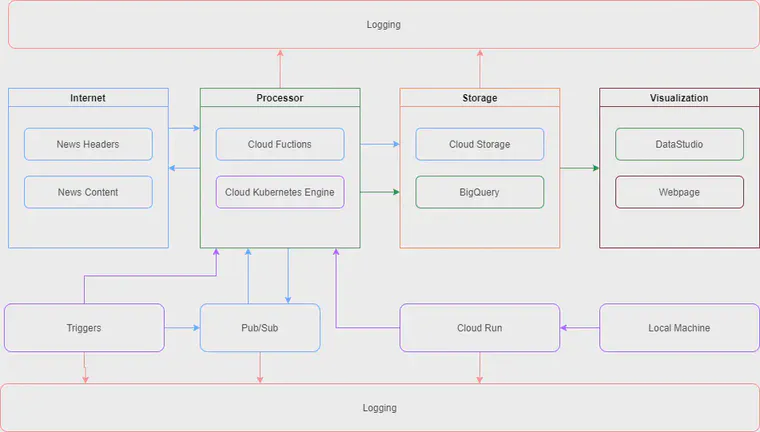 Logging
Internet
Processor
Storage
Visualization
News Headers
Cloud Fuctions
Cloud Storage
DataStudio
News Content
Cloud Kubernetes Engine
BigQuery
Webpage
Triggers
Pub/Sub
Cloud Run
Local Machine
Logging